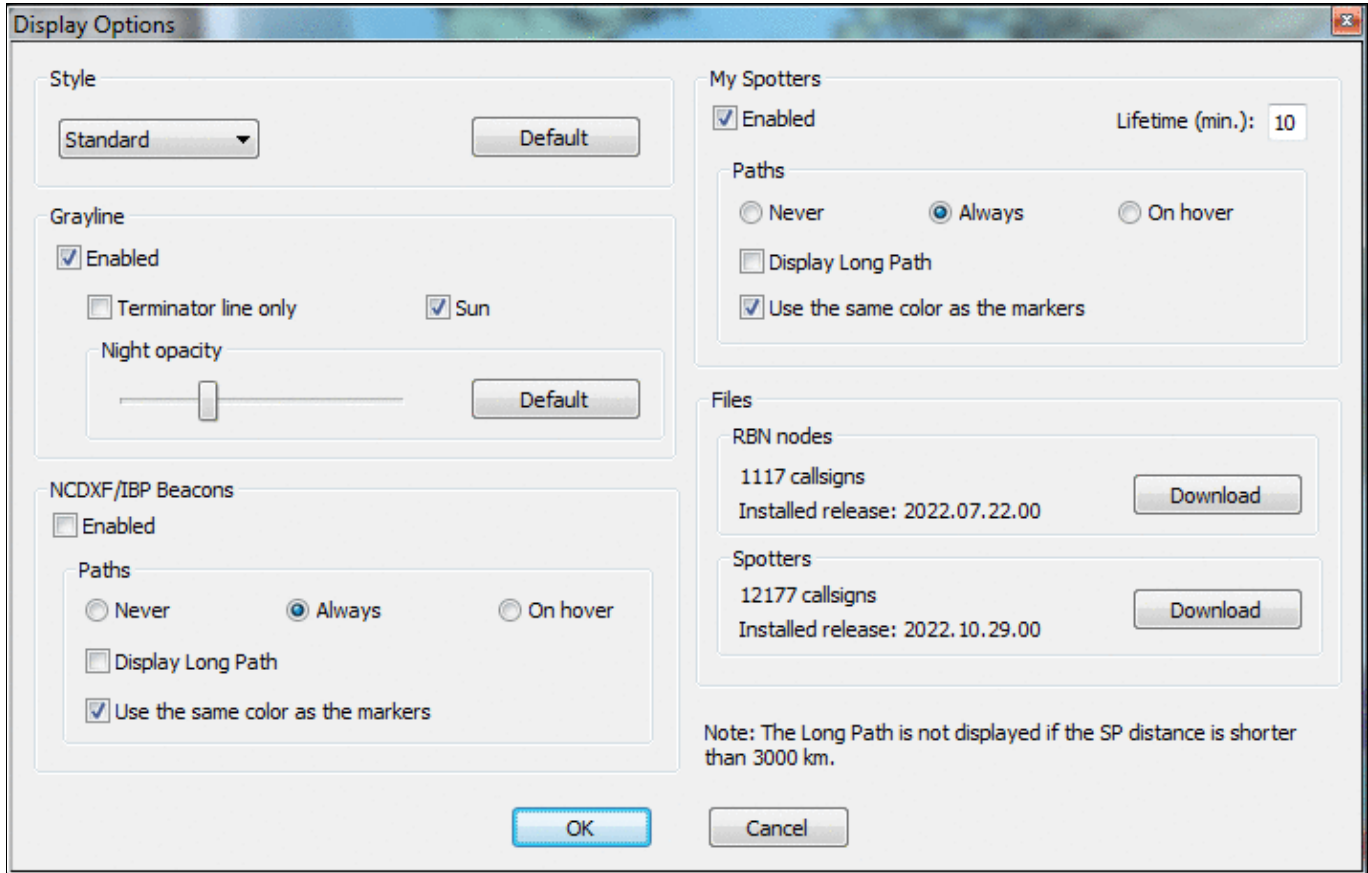 Display Options
Style
Standard
Default
Grayline
Enabled
Terminator line only
Sun
Night opacity
Default
NCDXF/IBP Beacons
Enabled
Paths
Never
Always
On hover
Display Long Path
Use the same color as the markers
My Spotters
Enabled
Lifetime (min.): 10
Paths
Never
Always
On hover
Display Long Path
Use the same color as the markers
Files
RBN nodes
1117 callsigns
Installed release: 2022.07.22.00
Download
Spotters
12177 callsigns
Installed release: 2022.10.29.00
Download
Note: The Long Path is not displayed if the SP distance is shorter
than 3000 km.
OK
Cancel